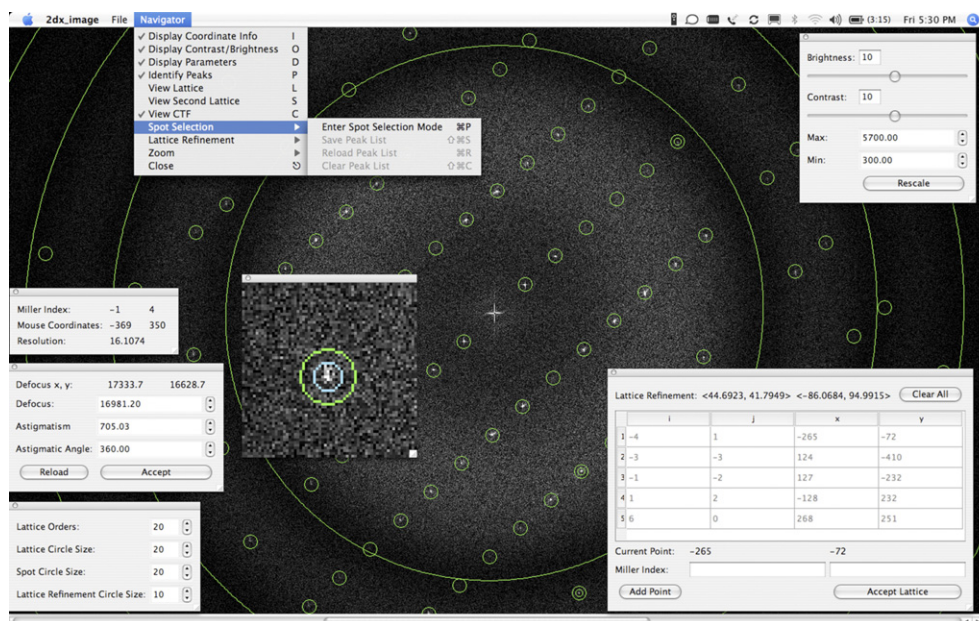 2dx_image File Navigator (3:15) Fri 5:30 PM
✓ Display Coordinate Info I
✓ Display Contrast/Brightness O
✓ Display Parameters D
✓ Identify Peaks P
View Lattice L
View Second Lattice S
✓ View CTF C
Spot Selection ▶
Lattice Refinement ▶
Zoom ▶
Close
Enter Spot Selection Mode ⌘P
Save Peak List ⇧⌘S
Reload Peak List ⌘R
Clear Peak List ⇧⌘C
Brightness: 10
Contrast: 10
Max: 5700.00
Min: 300.00
Rescale
Miller Index: -1 4
Mouse Coordinates: -369 350
Resolution: 16.1074
Defocus x, y: 17333.7 16628.7
Defocus: 16981.20
Astigmatism 705.03
Astigmatic Angle: 360.00
Reload Accept
Lattice Orders: 20
Lattice Circle Size: 20
Spot Circle Size: 20
Lattice Refinement Circle Size: 10
Lattice Refinement: <44.6923, 41.7949> <-86.0684, 94.9915> Clear All
i j x y
1 -4 1 -265 -72
2 -3 -3 124 -410
3 -1 -2 127 -232
4 1 2 -128 232
5 6 0 268 251
Current Point: -265 -72
Miller Index:
Add Point Accept Lattice